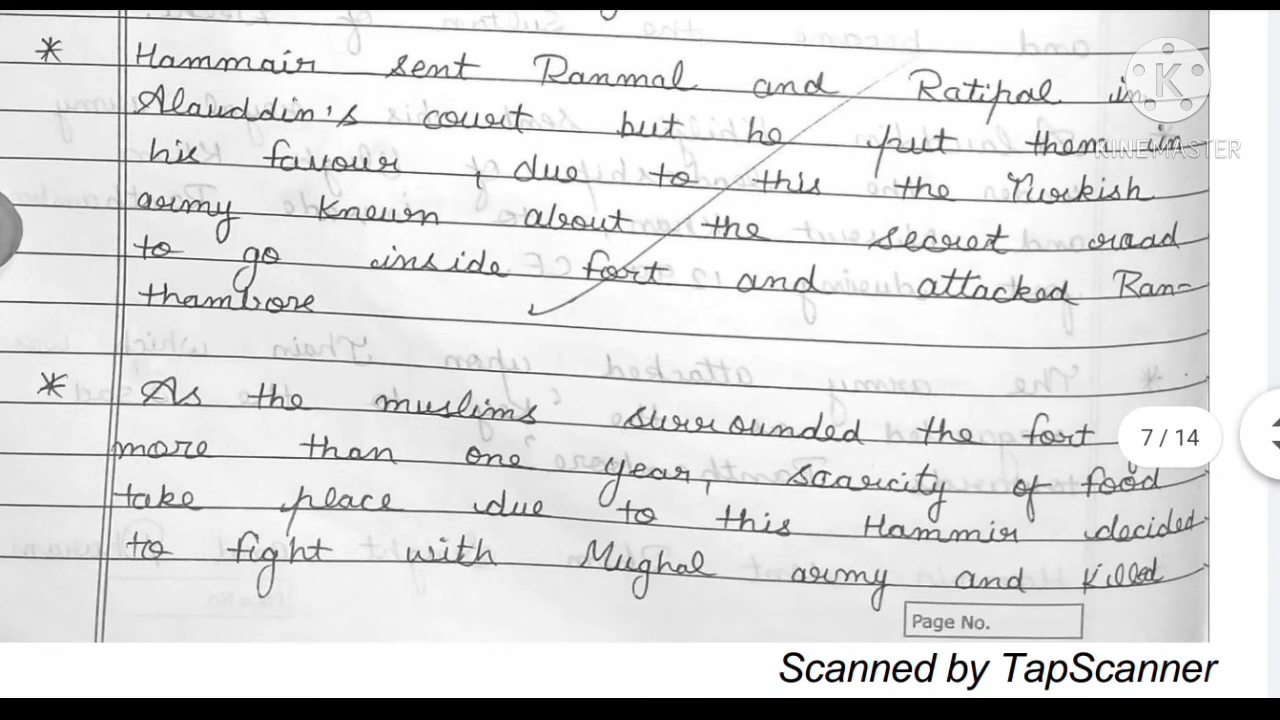 * Hammair sent Ranmal and Ratipal in
Alauddin's court but he put them in
his favour, due to this the Turkish
army known about the secret road
to go inside fort and attacked Ran-
thambore
* As the muslims surrounded the fort
more than one year, scarcity of food
take place due to this Hammir decided
to fight with Mughal army and killed
Page No.
Scanned by TapScanner
7 / 14
K
KINEMASTER